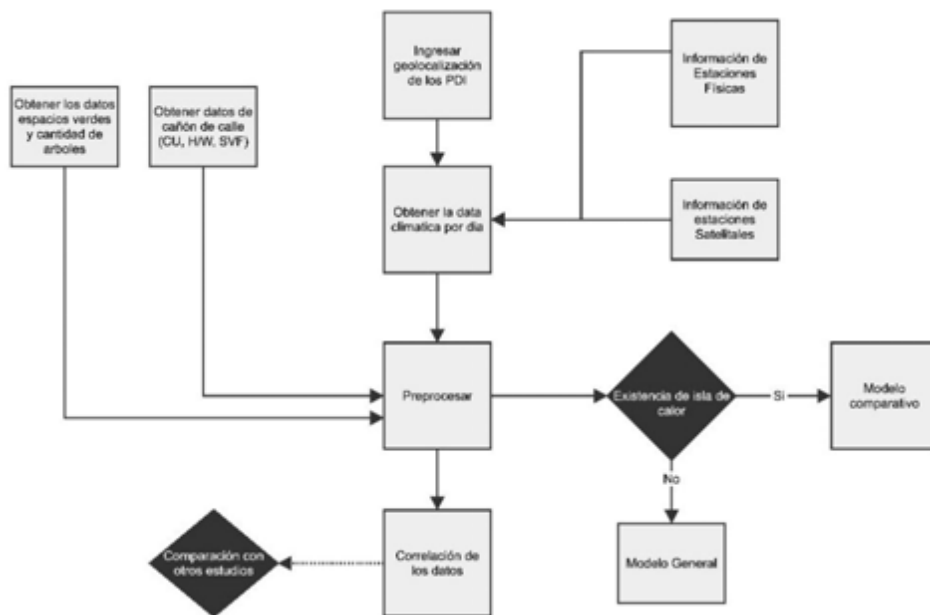 Ingresar
geolocalización
de los PDI
Información de
Estaciones
Físicas
Obtener los datos
espacios verdes
y cantidad de
arboles
Obtener datos de
cañón de calle
(CU, H/W, SVF)
Obtener la data
climatica por dia
Información de
estaciones
Satelitales
Preprocesar
Existencia de isla de
calor
Si
Modelo
comparativo
No
Comparación con
otros estudios
Correlación de
los datos
Modelo General